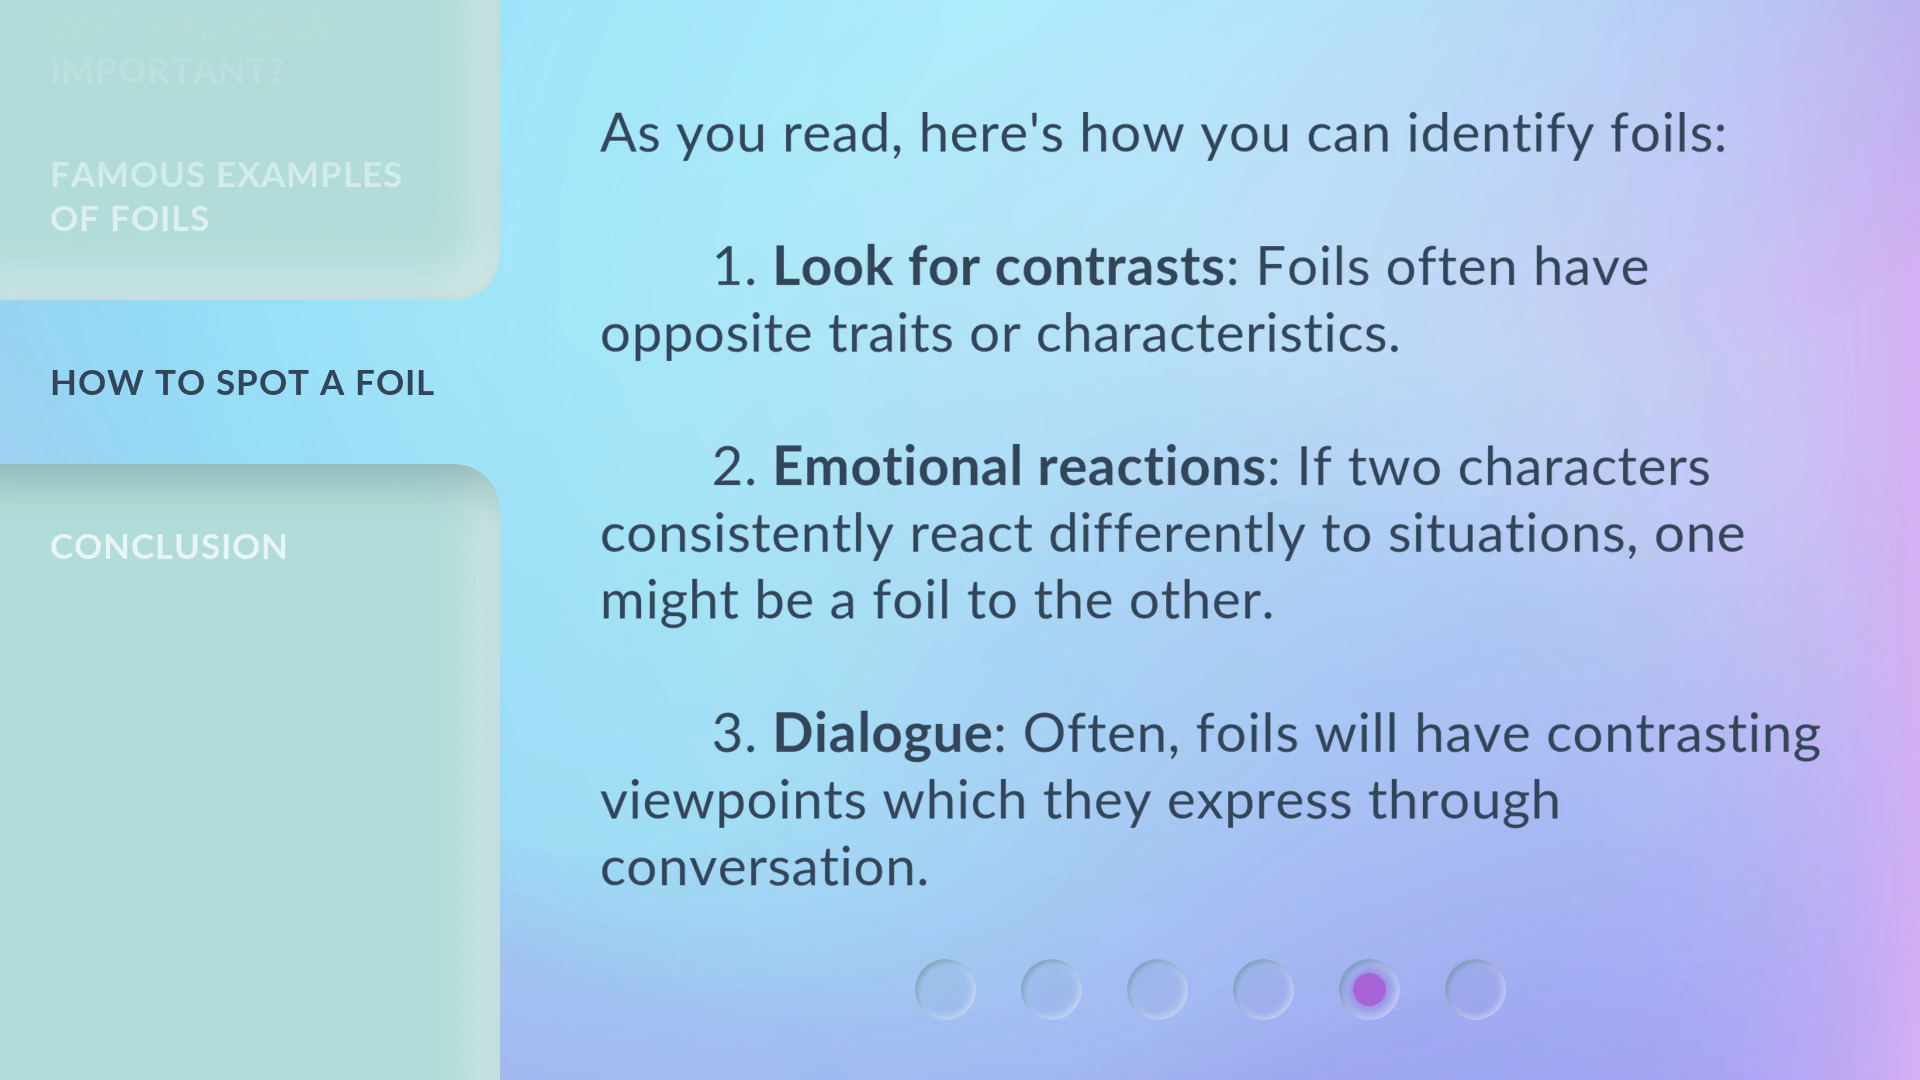 WHY ARE FOILS
IMPORTANT?
FAMOUS EXAMPLES
OF FOILS
HOW TO SPOT A FOIL
CONCLUSION
As you read, here's how you can identify foils:
1. Look for contrasts: Foils often have
opposite traits or characteristics.
2. Emotional reactions: If two characters
consistently react differently to situations, one
might be a foil to the other.
3. Dialogue: Often, foils will have contrasting
viewpoints which they express through
conversation.